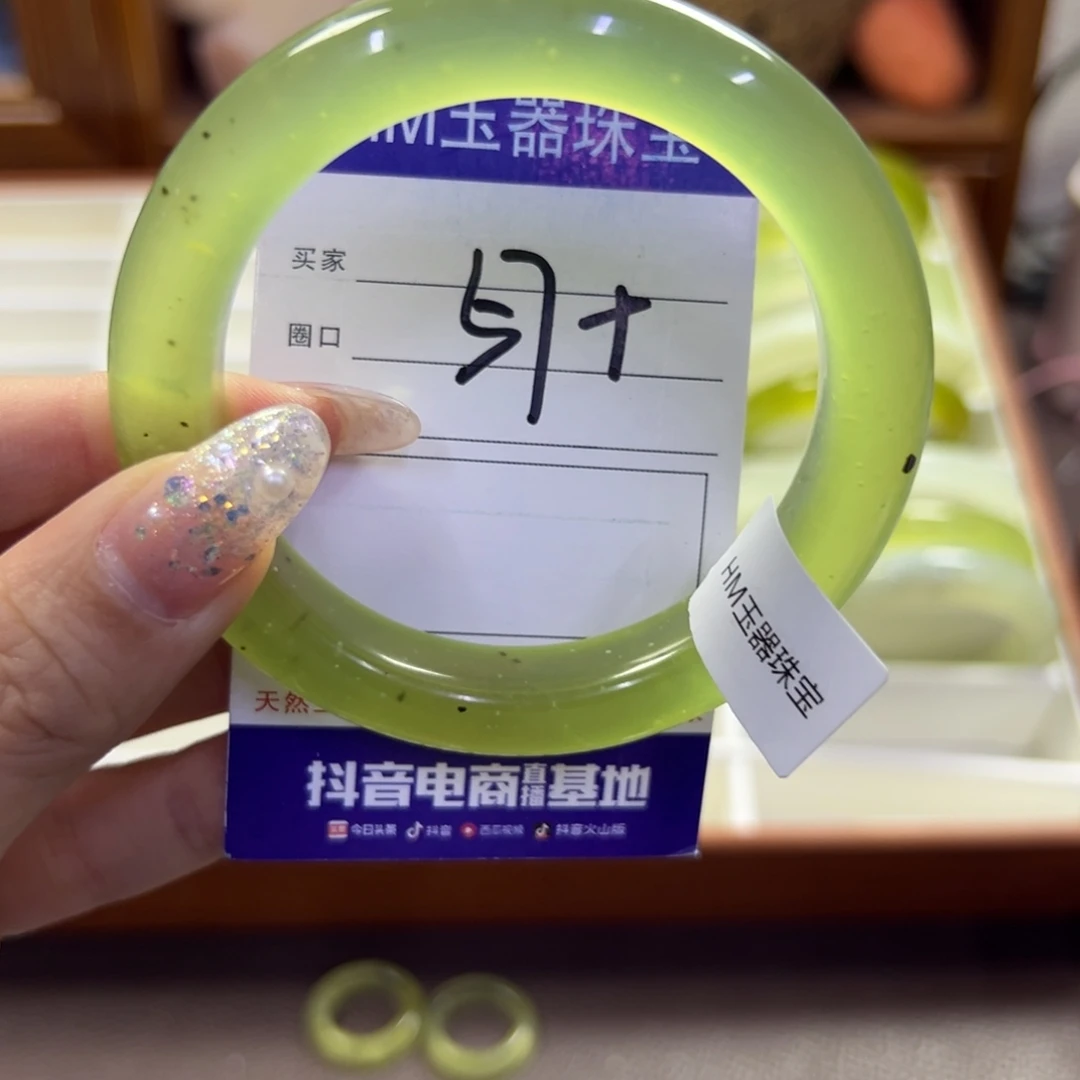 HM玉器珠宝
买家
圈口
57+
HM玉器珠宝
天然
抖音电商直播基地
今日头条 抖音 西瓜视频 抖音火山版